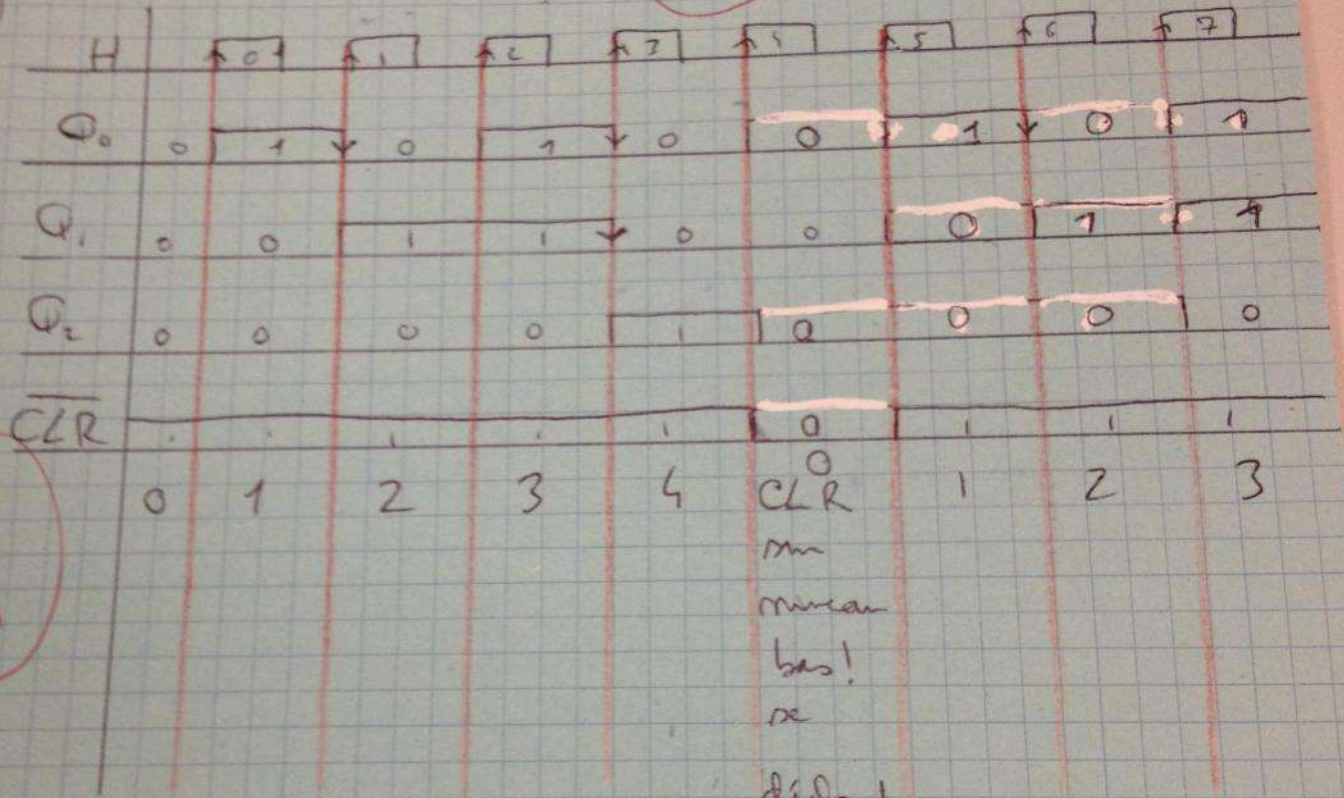 H 0 1 2 3 4 5 6 7
Q₀ 0 1 0 1 0 0 1 0 1
Q₁ 0 0 1 1 0 0 0 1 1
Q₂ 0 0 0 0 1 0 0 0 0
CLR 1 1 1 1 1 0 1 1 1
0
0 1 2 3 4 CLR 1 2 3
sur
niveau
bas!
se